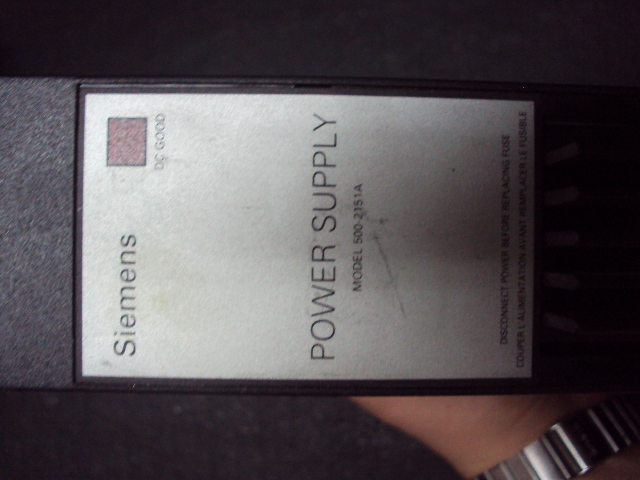 Siemens
DC GOOD
POWER SUPPLY
MODEL 500-2151A
DISCONNECT POWER BEFORE REPLACING FUSE
COUPER L'ALIMENTATION AVANT REMPLACER LE FUSIBLE